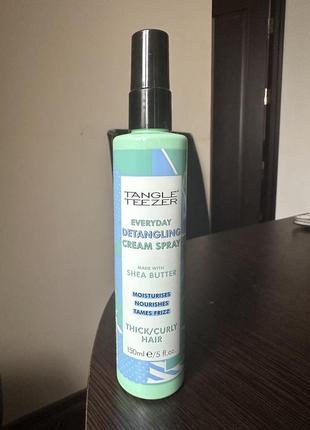 TANGLE
TEEZER
EVERYDAY
DETANGLING
CREAM SPRAY
MADE WITH
SHEA BUTTER
MOISTURISES
NOURISHES
TAMES FRIZZ
THICK/CURLY
HAIR
150ml e/5 fl.oz.